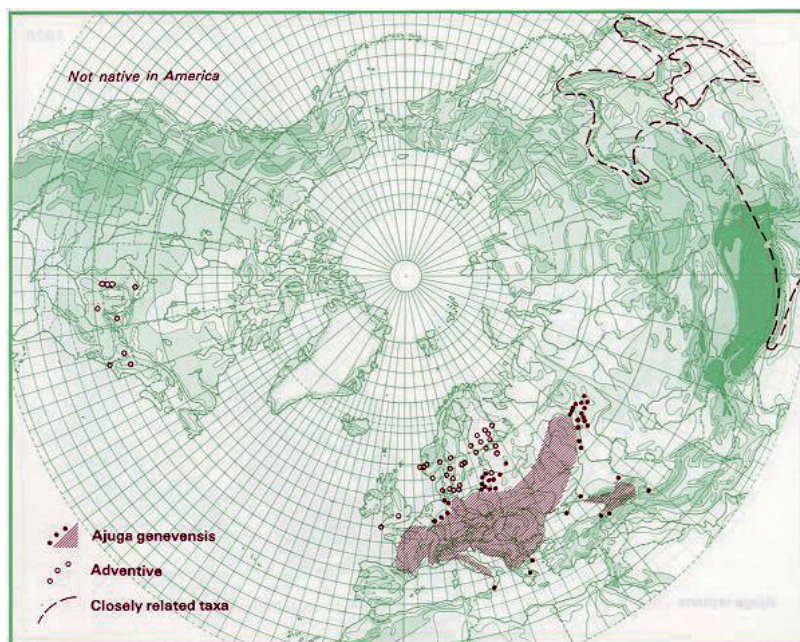 Not native in America
Ajuga genevensis
Adventive
Closely related taxa